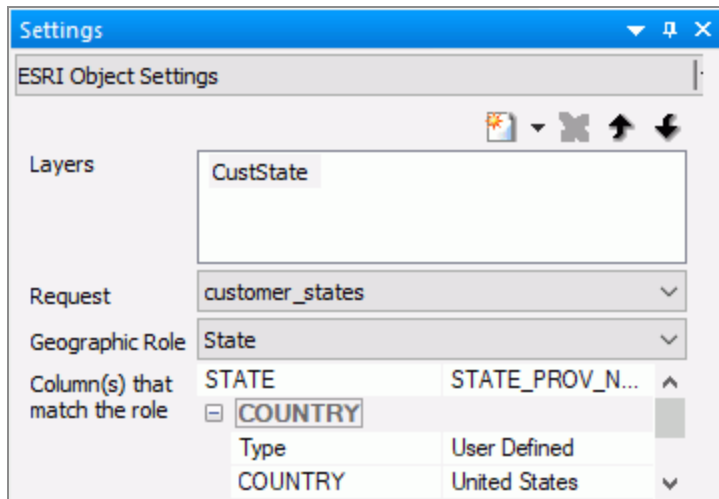 Settings
ESRI Object Settings
Layers
CustState
Request
customer_states
Geographic Role
State
Column(s) that
match the role
STATE
STATE_PROV_N...
COUNTRY
Type
User Defined
COUNTRY
United States